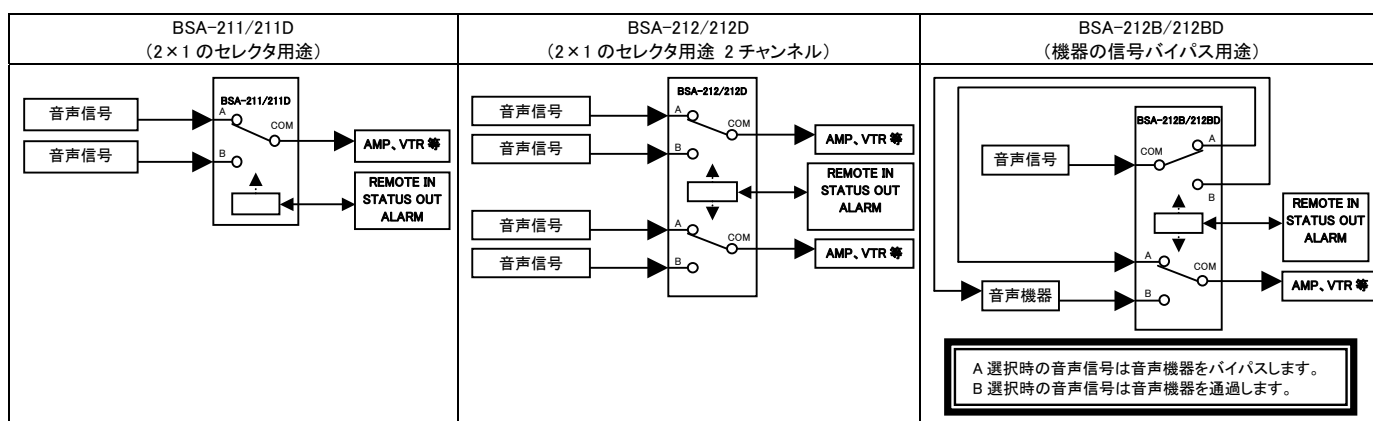 BSA-211/211D
（2×1 のセレクタ用途）
音声信号
音声信号
BSA-211/211D
A
COM
B
AMP、VTR 等
REMOTE IN
STATUS OUT
ALARM
BSA-212/212D
（2×1 のセレクタ用途 2 チャンネル）
音声信号
音声信号
音声信号
音声信号
BSA-212/212D
A
COM
B
A
COM
B
AMP、VTR 等
REMOTE IN
STATUS OUT
ALARM
AMP、VTR 等
BSA-212B/212BD
（機器の信号バイパス用途）
BSA-212B/212BD
音声信号
COM
A
B
REMOTE IN
STATUS OUT
ALARM
A
COM
B
音声機器
AMP、VTR 等
A 選択時の音声信号は音声機器をバイパスします。
B 選択時の音声信号は音声機器を通過します。